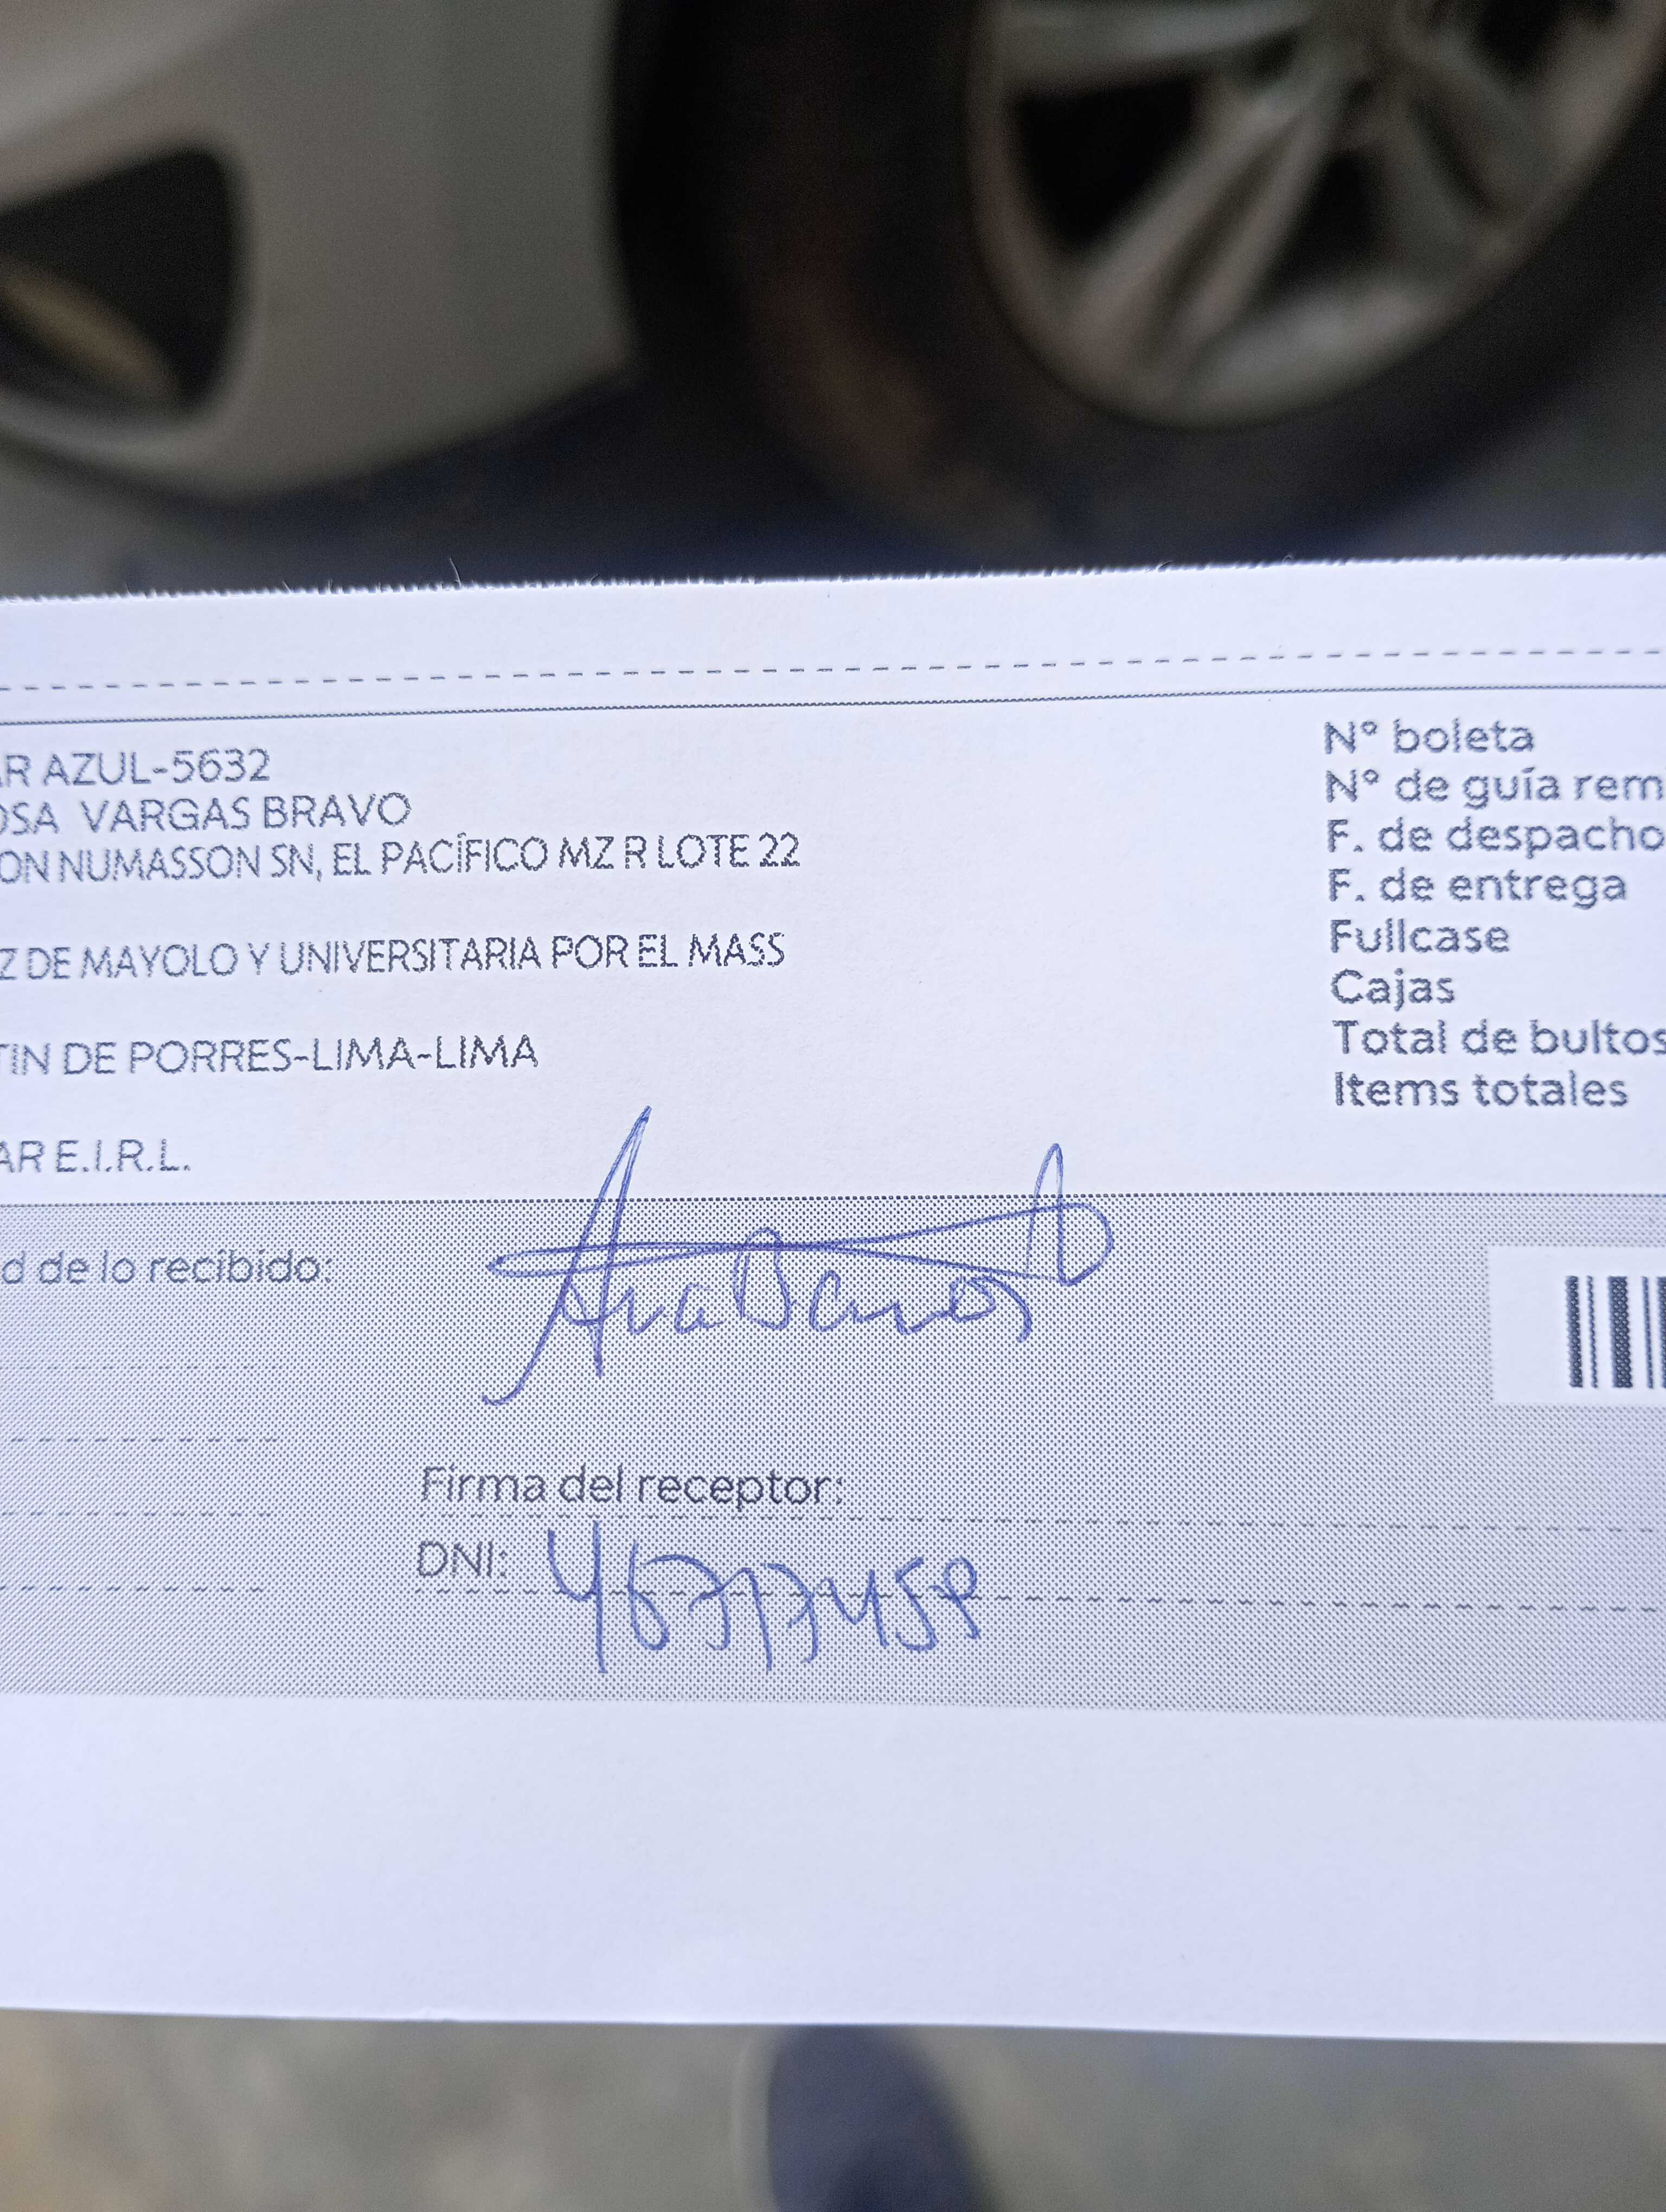 AR AZUL-5632
OSA VARGAS BRAVO
ON NUMASSON SN, EL PACÍFICO MZ R LOTE 22
Z DE MAYOLO Y UNIVERSITARIA POR EL MASS
TIN DE PORRES-LIMA-LIMA
AR E.I.R.L.
N° boleta
N° de guía rem
F. de despacho
F. de entrega
Fullcase
Cajas
Total de bultos
Items totales
d de lo recibido:
Firma del receptor:
DNI: